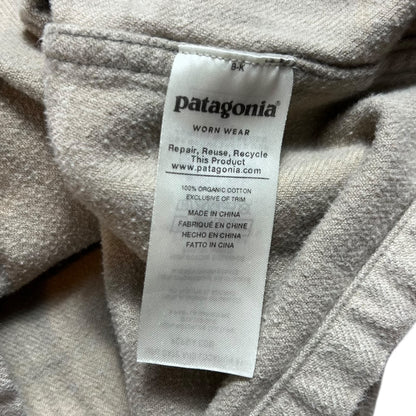 8-K
patagonia®
WORN WEAR
Repair, Reuse, Recycle
This Product
www.patagonia.com
100% ORGANIC COTTON
EXCLUSIVE OF TRIM
MADE IN CHINA
FABRIQUÉ EN CHINE
HECHO EN CHINA
FATTO IN CINA